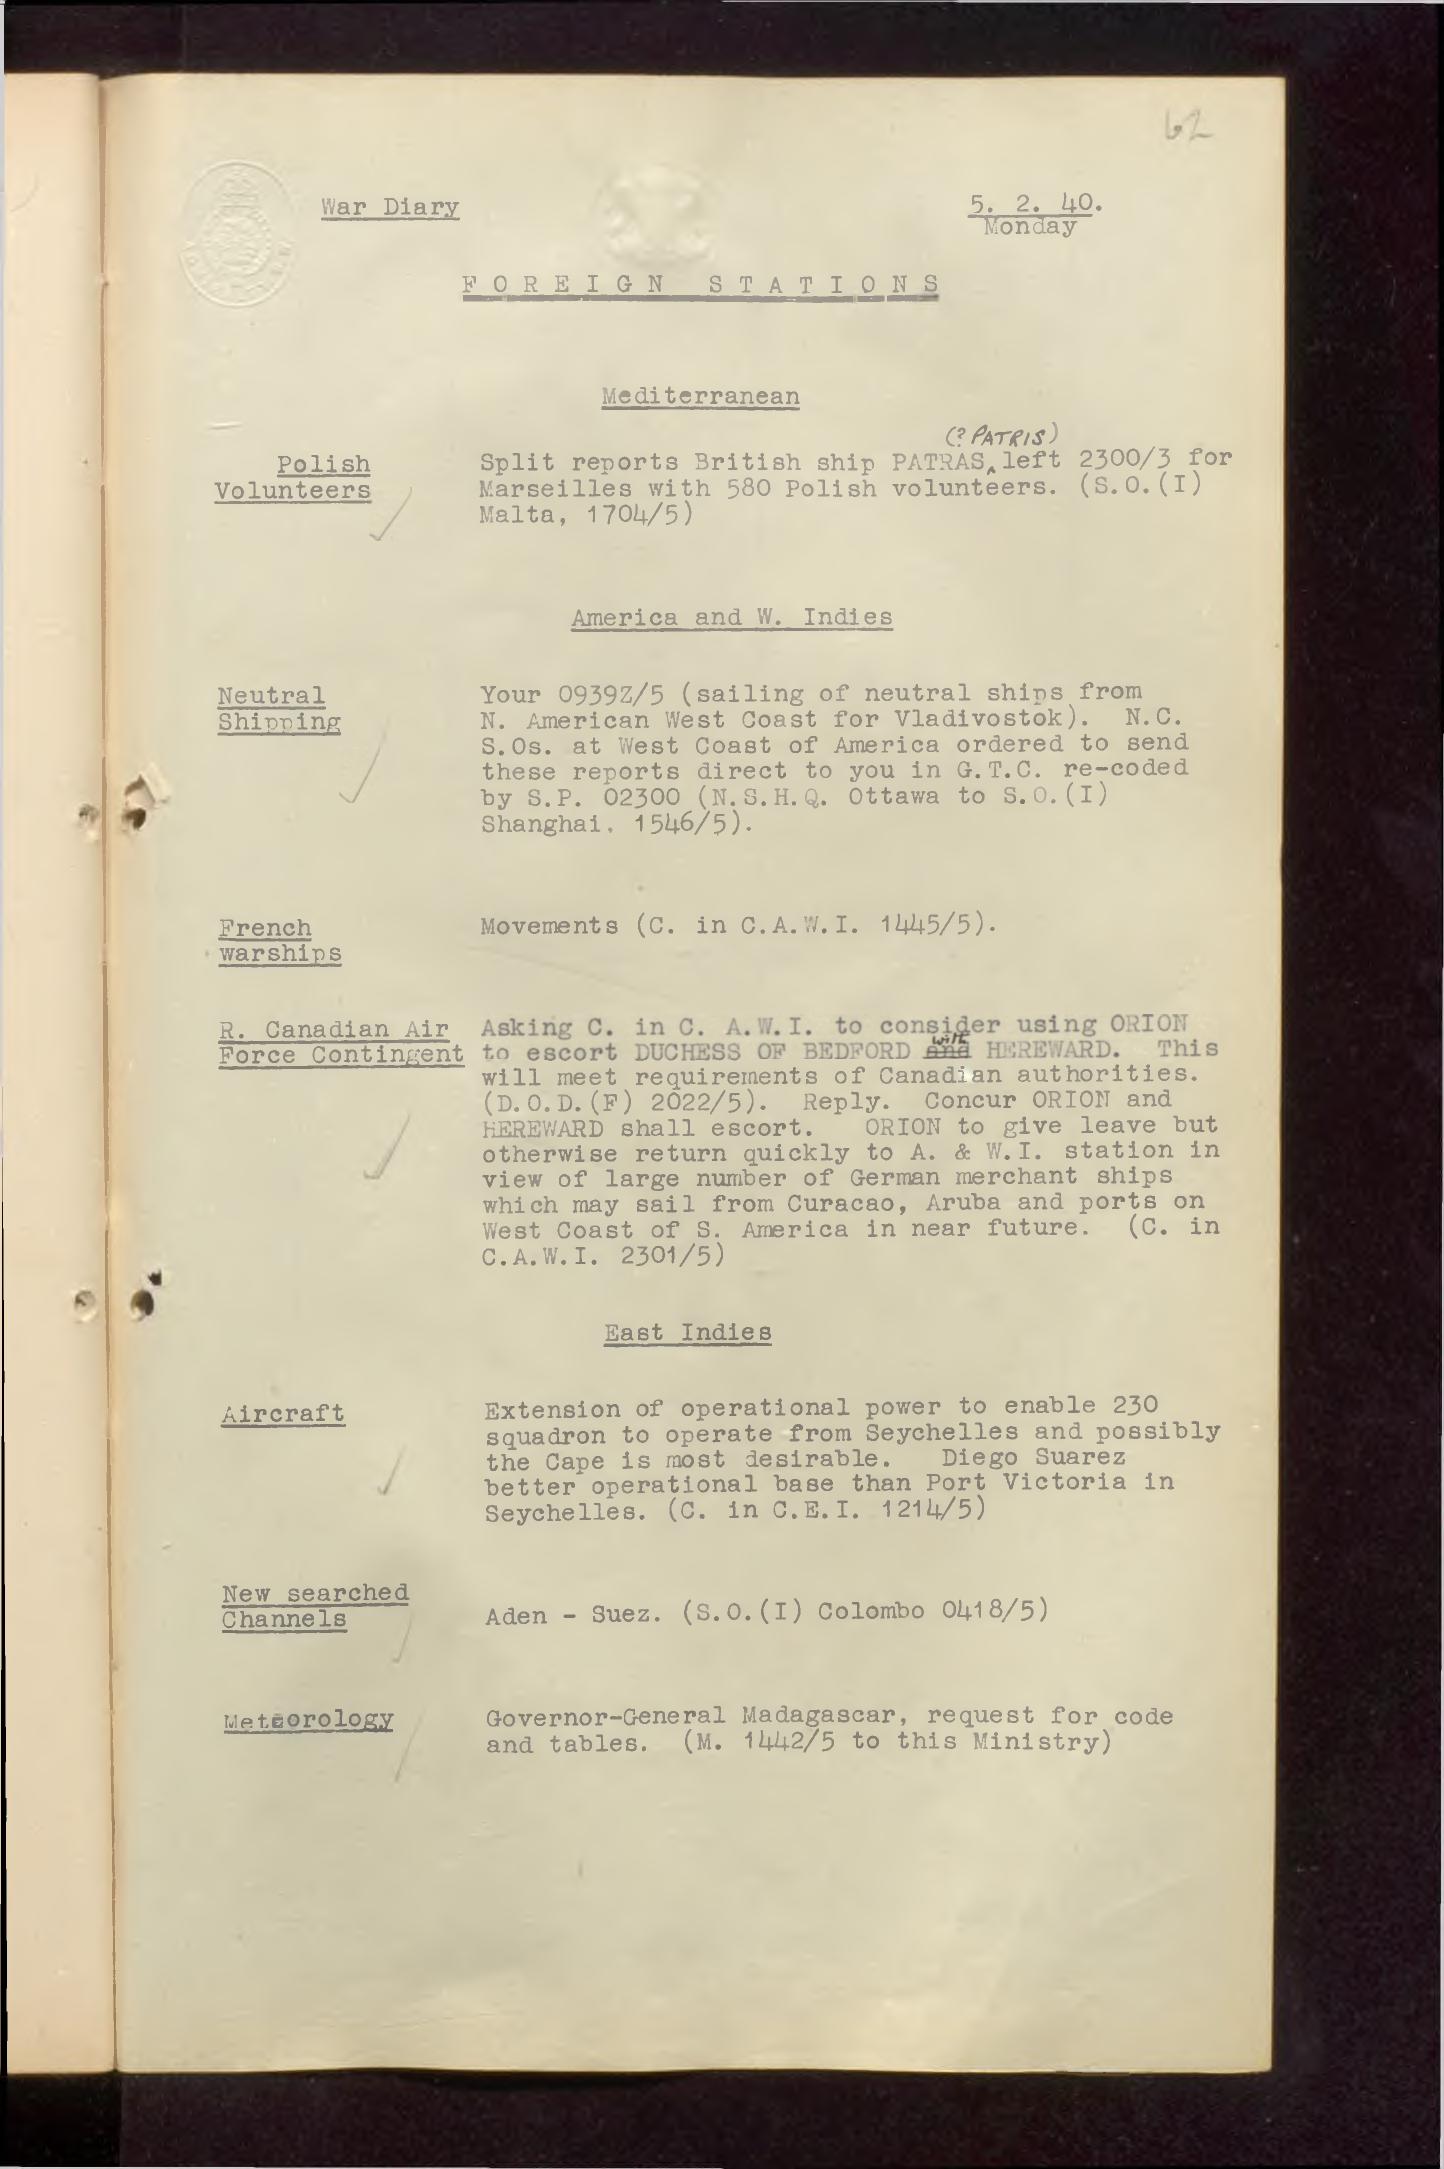 62
War Diary
5. 2. 40.
Monday
FOREIGN STATIONS
Mediterranean
(? PATRIS)
Polish
Volunteers
Split reports British ship PATRAS left 2300/3 for
Marseilles with 580 Polish volunteers. (S.O.(I)
Malta, 1704/5)
America and W. Indies
Neutral
Shipping
Your 0939Z/5 (sailing of neutral ships from
N. American West Coast for Vladivostok). N.C.
S.Os. at West Coast of America ordered to send
these reports direct to you in G.T.C. re-coded
by S.P. 02300 (N.S.H.Q. Ottawa to S.O.(I)
Shanghai, 1546/5).
French
warships
Movements (C. in C.A.W.I. 1445/5).
R. Canadian Air
Force Contingent
Asking C. in C. A.W.I. to consider using ORION
to escort DUCHESS OF BEDFORD and with HEREWARD. This
will meet requirements of Canadian authorities.
(D.O.D.(F) 2022/5). Reply. Concur ORION and
HEREWARD shall escort. ORION to give leave but
otherwise return quickly to A. & W.I. station in
view of large number of German merchant ships
which may sail from Curacao, Aruba and ports on
West Coast of S. America in near future. (C. in
C.A.W.I. 2301/5)
East Indies
Aircraft
Extension of operational power to enable 230
squadron to operate from Seychelles and possibly
the Cape is most desirable. Diego Suarez
better operational base than Port Victoria in
Seychelles. (C. in C.E.I. 1214/5)
New searched
Channels
Aden - Suez. (S.O.(I) Colombo 0418/5)
Meteorology
Governor-General Madagascar, request for code
and tables. (M. 1442/5 to this Ministry)